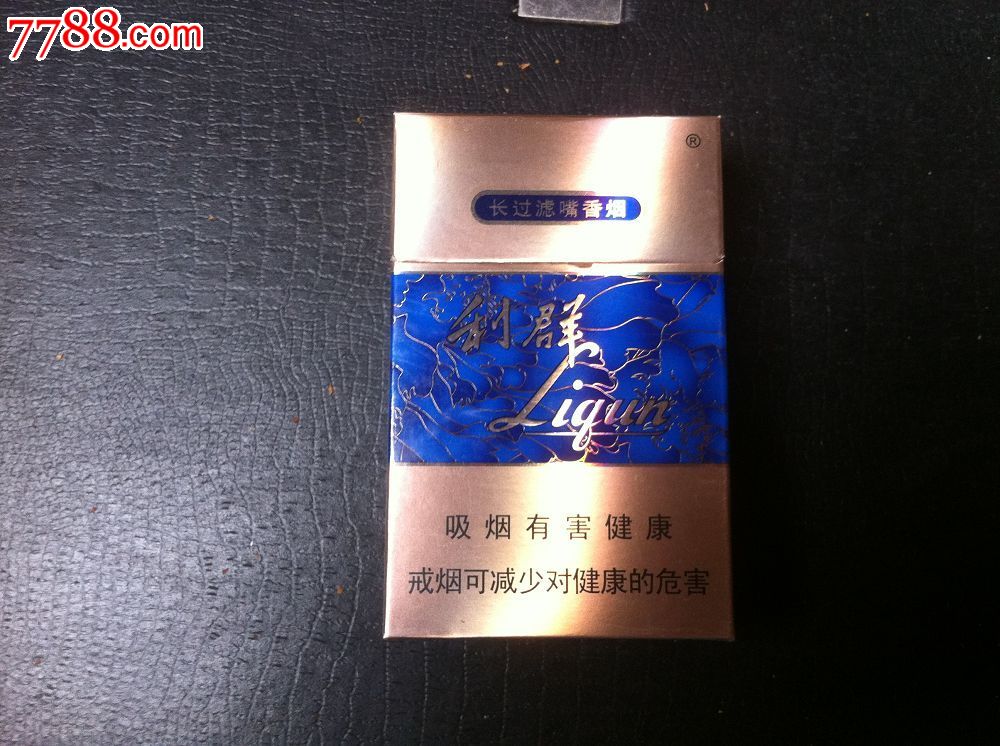 7788.com
®
长过滤嘴香烟
利群
Liqun
吸烟有害健康
戒烟可减少对健康的危害